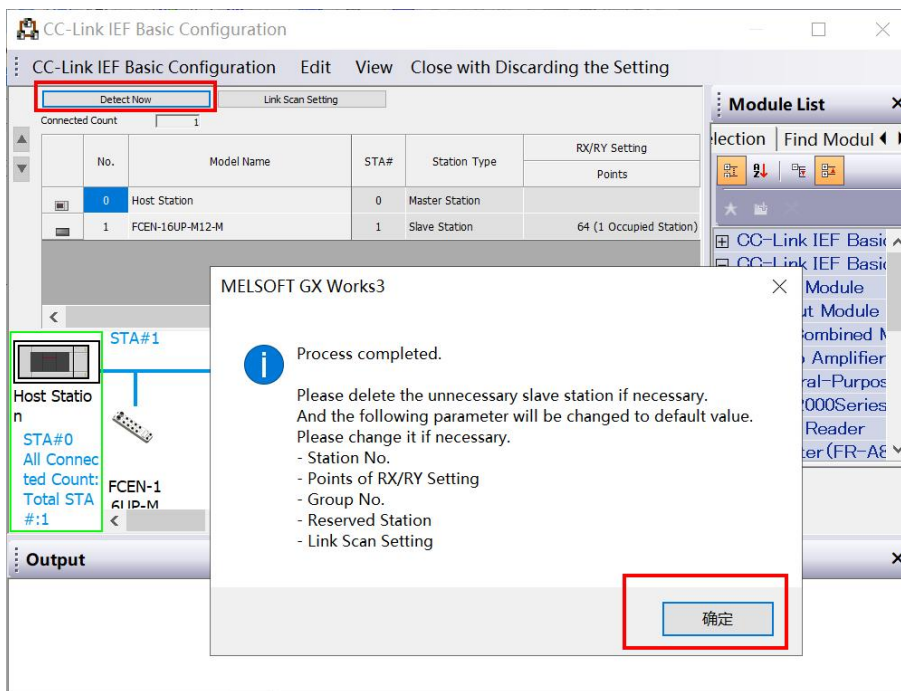 CC-Link IEF Basic Configuration
CC-Link IEF Basic Configuration Edit View Close with Discarding the Setting
Detect Now Link Scan Setting
Connected Count 1
No. Model Name STA# Station Type RX/RY Setting
Points
0 Host Station 0 Master Station
1 FCEN-16UP-M12-M 1 Slave Station 64 (1 Occupied Station)
STA#1
Host Statio
n
STA#0
All Connec
ted Count:
Total STA
#:1
FCEN-1
6UP-M
Module List
lection Find Modul
CC-Link IEF Basic
CC-Link IEF Basic
Module
ut Module
ombined M
Amplifier
ral-Purpos
000Series
Reader
ter(FR-A8
MELSOFT GX Works3
Process completed.
Please delete the unnecessary slave station if necessary.
And the following parameter will be changed to default value.
Please change it if necessary.
- Station No.
- Points of RX/RY Setting
- Group No.
- Reserved Station
- Link Scan Setting
确定
Output